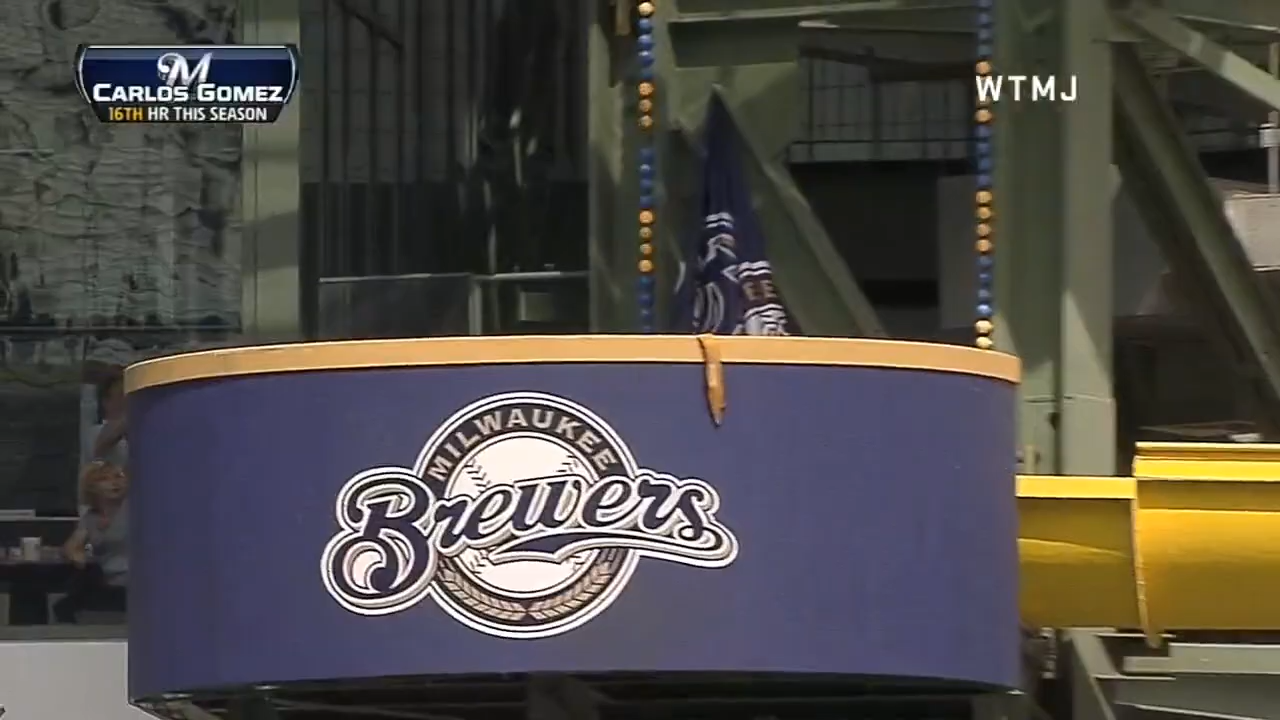 M
CARLOS GOMEZ
16TH HR THIS SEASON
WTMJ
MILWAUKEE
Brewers